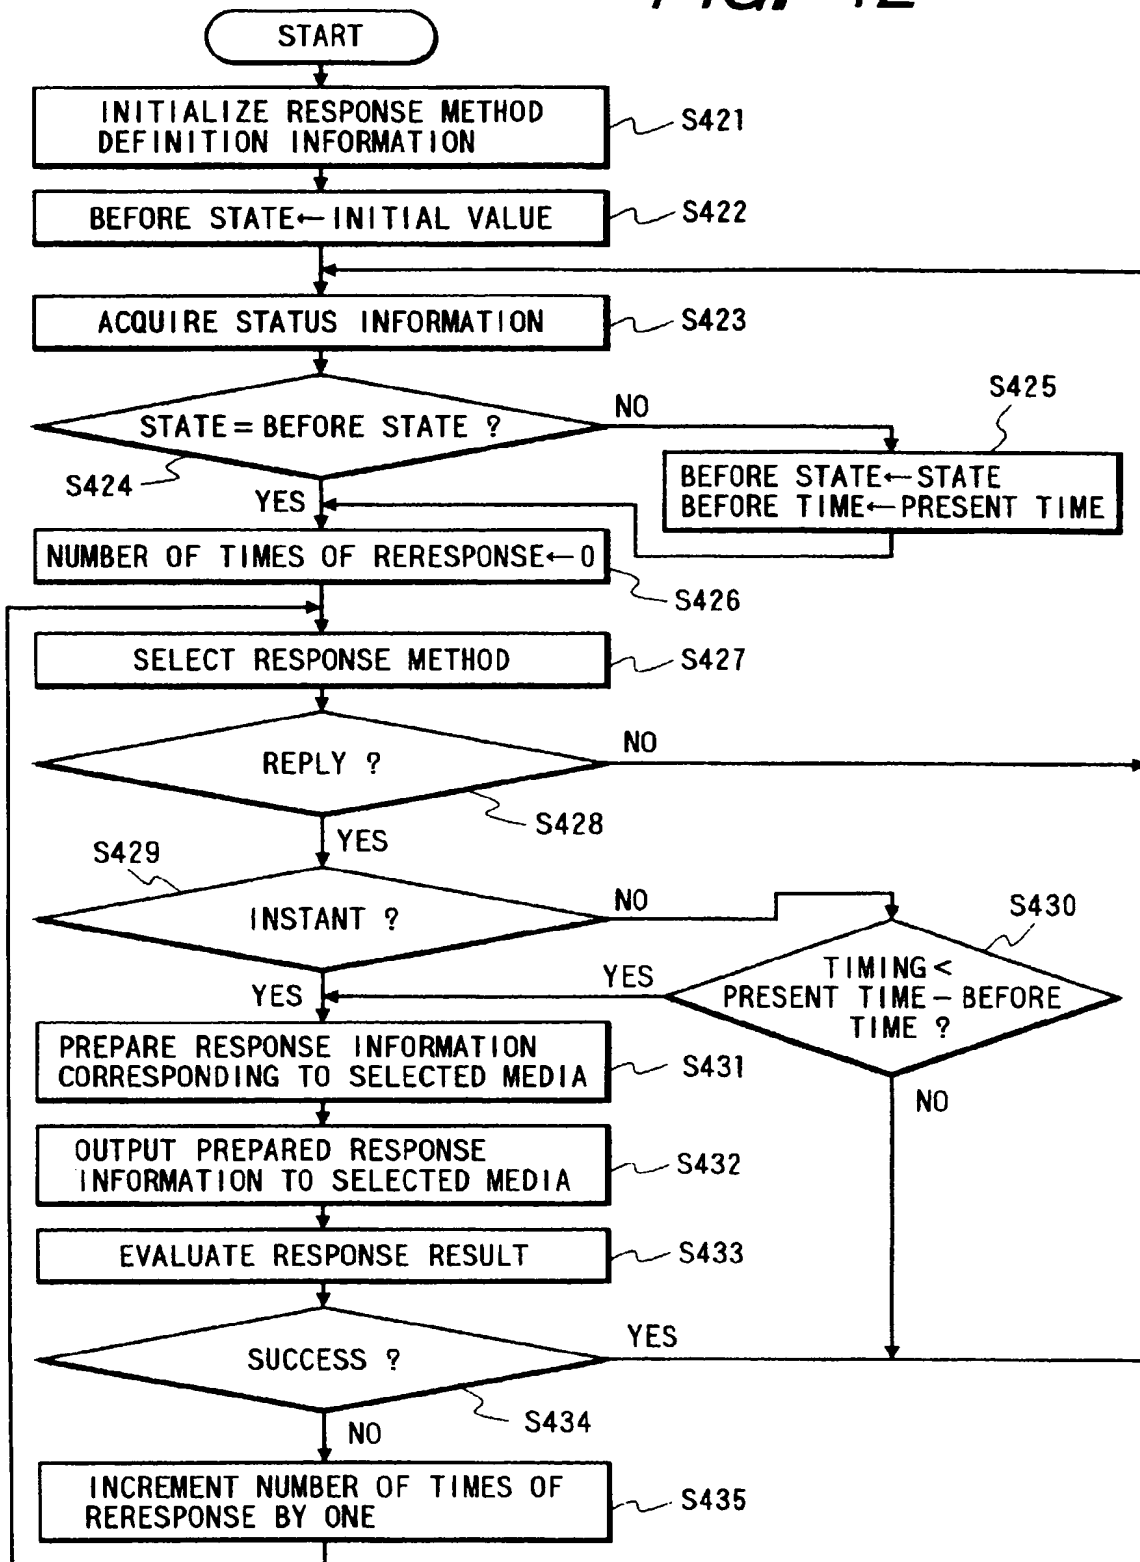 FIG. 42
START
INITIALIZE RESPONSE METHOD
DEFINITION INFORMATION
S421
BEFORE STATE←INITIAL VALUE
S422
ACQUIRE STATUS INFORMATION
S423
STATE=BEFORE STATE ?
NO
S425
S424
YES
BEFORE STATE←STATE
BEFORE TIME←PRESENT TIME
NUMBER OF TIMES OF RERESPONSE←0
S426
SELECT RESPONSE METHOD
S427
REPLY ?
NO
S428
YES
S429
INSTANT ?
NO
S430
YES
YES
TIMING<
PRESENT TIME-BEFORE
TIME ?
NO
PREPARE RESPONSE INFORMATION
CORRESPONDING TO SELECTED MEDIA
S431
OUTPUT PREPARED RESPONSE
INFORMATION TO SELECTED MEDIA
S432
EVALUATE RESPONSE RESULT
S433
SUCCESS ?
YES
S434
NO
INCREMENT NUMBER OF TIMES OF
RERESPONSE BY ONE
S435